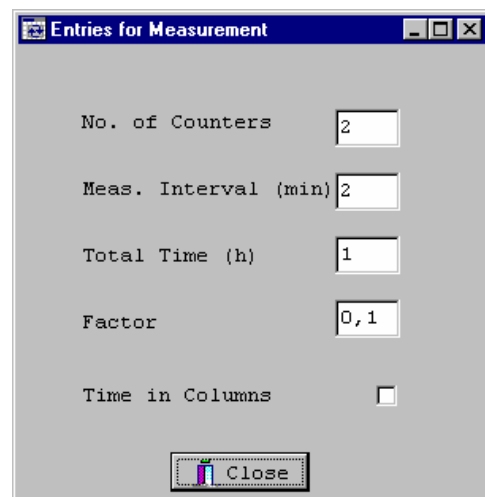 Entries for Measurement
No. of Counters 2
Meas. Interval (min) 2
Total Time (h) 1
Factor 0,1
Time in Columns
Close